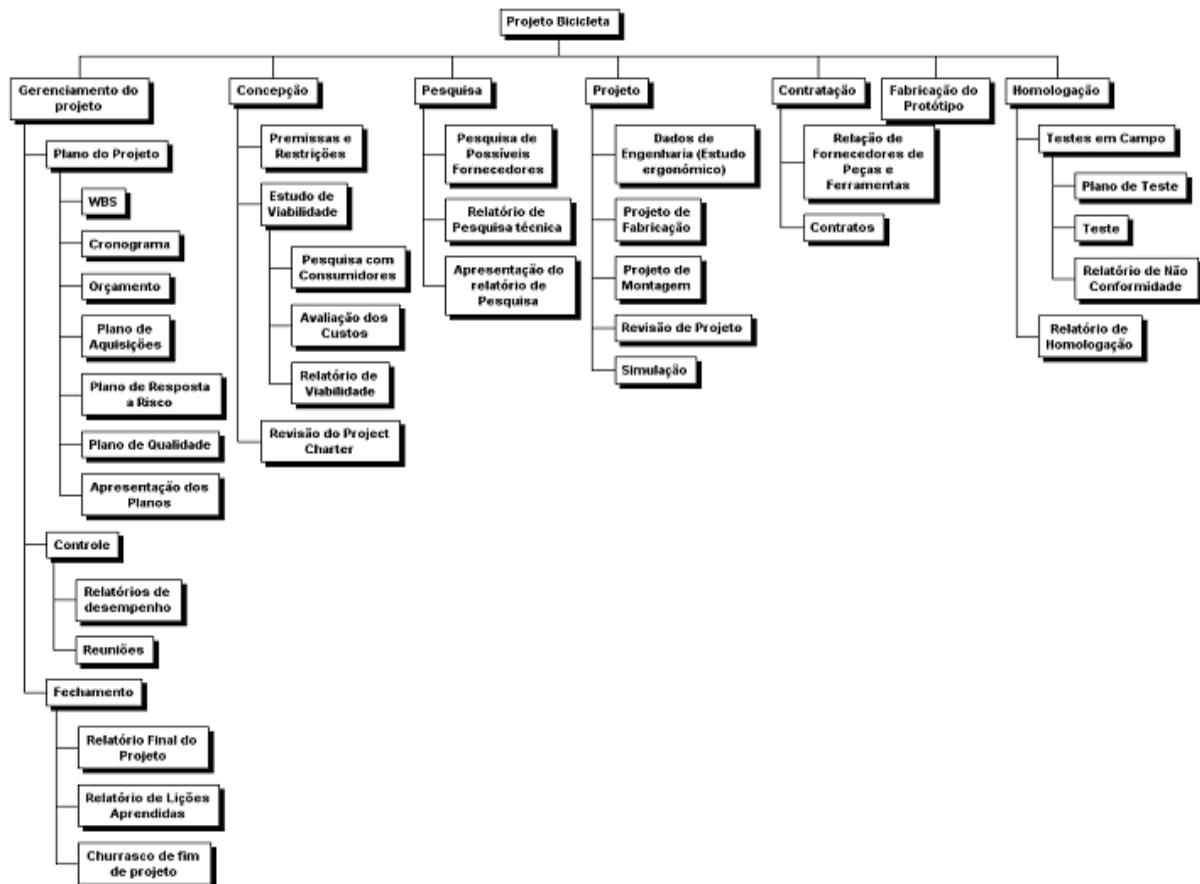 Projeto Bicicleta
Gerenciamento do
projeto
Plano do Projeto
WBS
Cronograma
Orçamento
Plano de
Aquisições
Plano de Resposta
a Risco
Plano de Qualidade
Apresentação dos
Planos
Controle
Relatórios de
desempenho
Reuniões
Fechamento
Relatório Final do
Projeto
Relatório de Lições
Aprendidas
Churrasco de fim
de projeto
Concepção
Premissas e
Restrições
Estudo de
Viabilidade
Pesquisa com
Consumidores
Avaliação dos
Custos
Relatório de
Viabilidade
Revisão do Project
Charter
Pesquisa
Pesquisa de
Possíveis
Fornecedores
Relatório de
Pesquisa técnica
Apresentação do
relatório de
Pesquisa
Projeto
Dados de
Engenharia (Estudo
ergonómico)
Projeto de
Fabricação
Projeto de
Montagem
Revisão de Projeto
Simulação
Contratação
Relação de
Fornecedores de
Peças e
Ferramentas
Contratos
Fabricação do
Protótipo
Homologação
Testes em Campo
Plano de Teste
Teste
Relatório de Não
Conformidade
Relatório de
Homologação